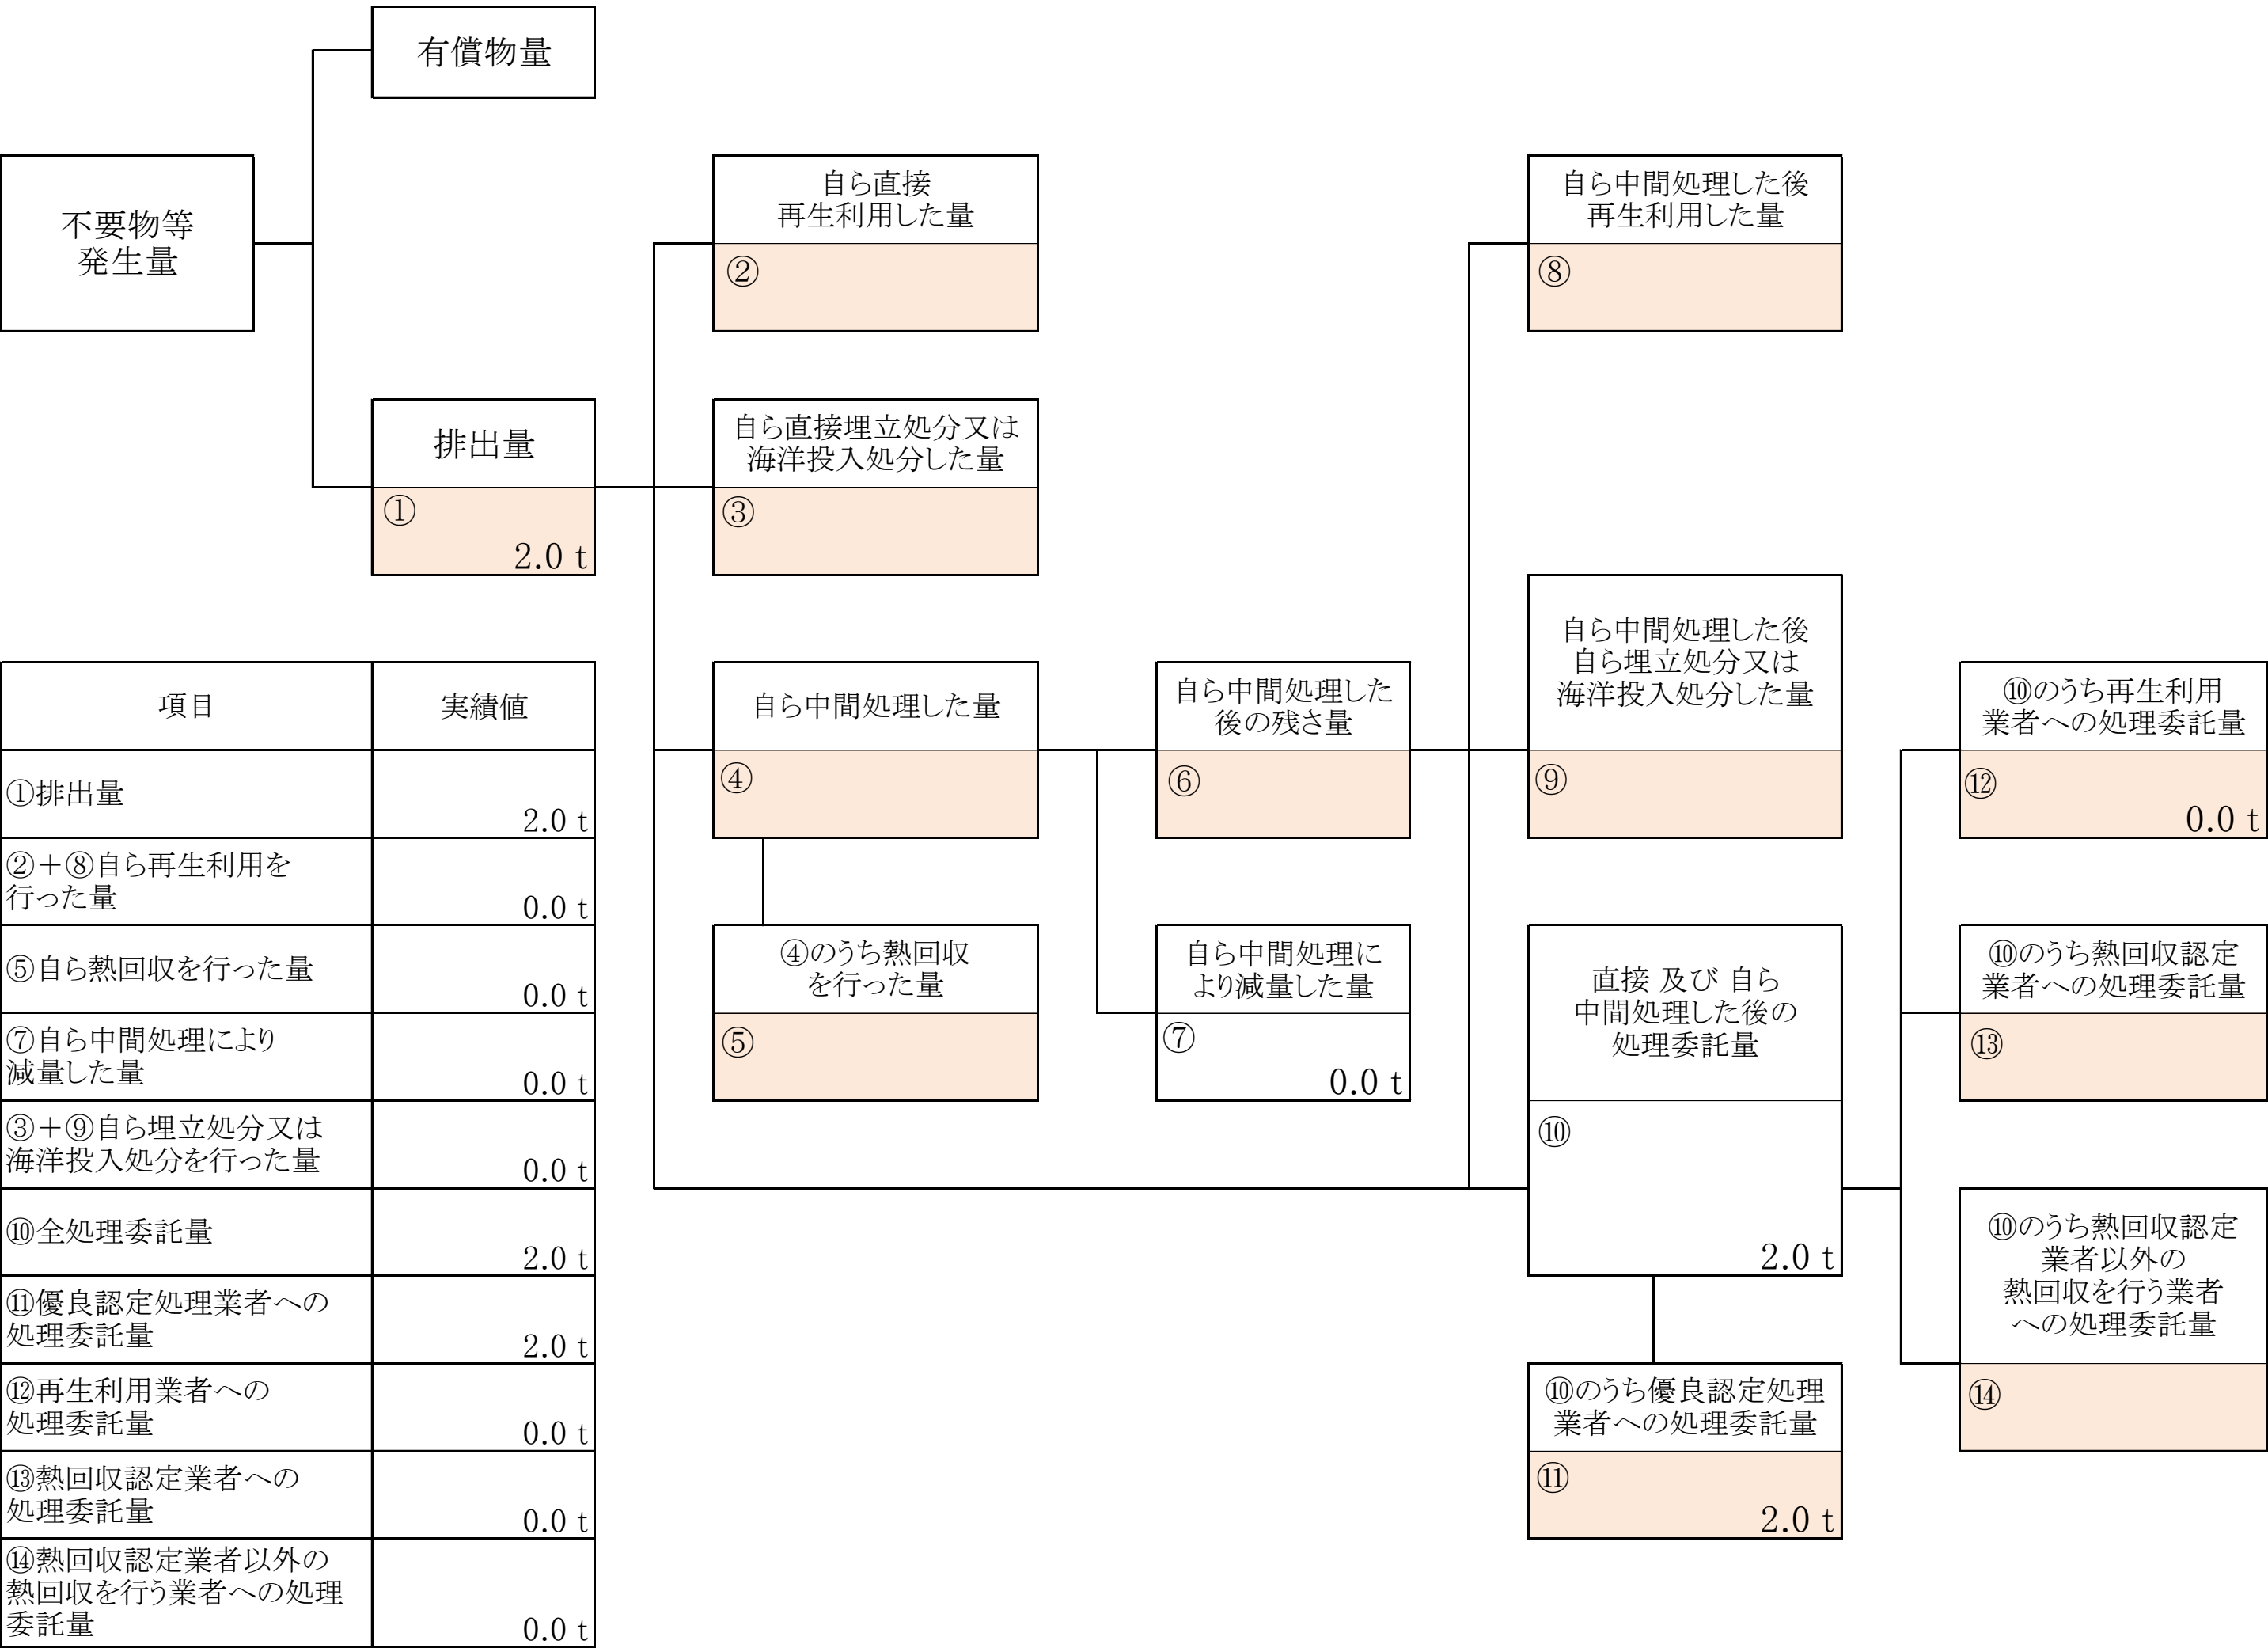 有償物量
不要物等
発生量
自ら直接
再生利用した量
②
自ら中間処理した後
再生利用した量
⑧
排出量
①
2.0 t
自ら直接埋立処分又は
海洋投入処分した量
③
自ら中間処理した量
④
自ら中間処理した
後の残さ量
⑥
自ら中間処理した後
自ら埋立処分又は
海洋投入処分した量
⑨
⑩のうち再生利用
業者への処理委託量
⑫
0.0 t
④のうち熱回収
を行った量
⑤
自ら中間処理に
より減量した量
⑦
0.0 t
直接 及び 自ら
中間処理した後の
処理委託量
⑩
2.0 t
⑩のうち熱回収認定
業者への処理委託量
⑬
⑩のうち熱回収認定
業者以外の
熱回収を行う業者
への処理委託量
⑭
⑩のうち優良認定処理
業者への処理委託量
⑪
2.0 t
項目 実績値
①排出量
2.0 t
②＋⑧自ら再生利用を
行った量
0.0 t
⑤自ら熱回収を行った量
0.0 t
⑦自ら中間処理により
減量した量
0.0 t
③＋⑨自ら埋立処分又は
海洋投入処分を行った量
0.0 t
⑩全処理委託量
2.0 t
⑪優良認定処理業者への
処理委託量
2.0 t
⑫再生利用業者への
処理委託量
0.0 t
⑬熱回収認定業者への
処理委託量
0.0 t
⑭熱回収認定業者以外の
熱回収を行う業者への処理
委託量
0.0 t